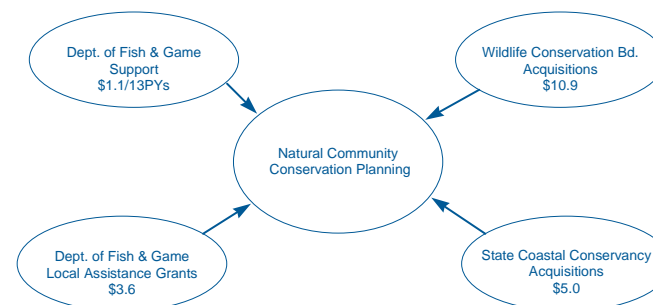 Dept. of Fish & Game
Support
$1.1/13PYs
Wildlife Conservation Bd.
Acquisitions
$10.9
Natural Community
Conservation Planning
Dept. of Fish & Game
Local Assistance Grants
$3.6
State Coastal Conservancy
Acquisitions
$5.0